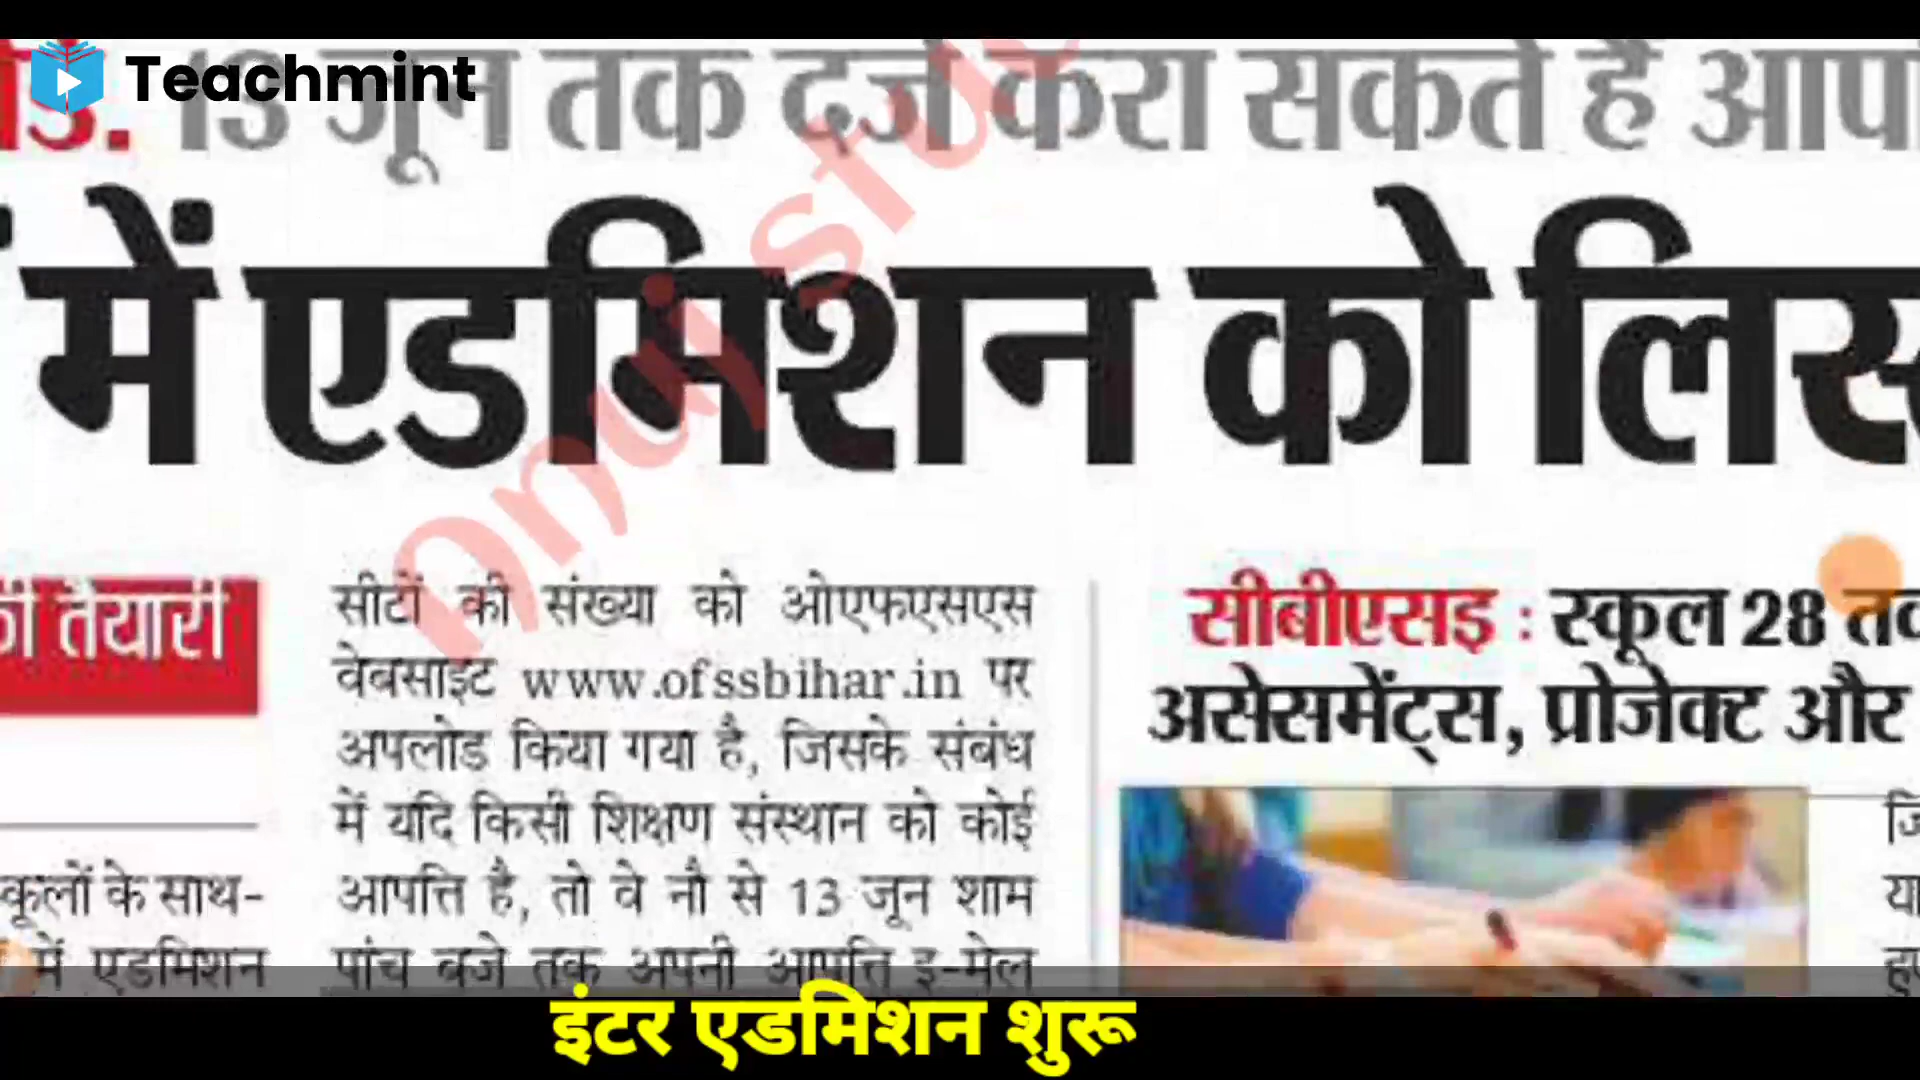 Teachmint
13 जून तक दर्ज करा सकते हैं
में एडमिशन को
की तैयारी
के साथ-
में एडमिशन
सीटों की संख्या को ओएफएसएस
वेबसाइट www.ofssbihar.in पर
अपलोड किया गया है, जिसके संबंध
में यदि किसी शिक्षण संस्थान को कोई
आपत्ति है, तो वे नौ से 13 जून शाम
पांच बजे तक अपनी आपत्ति इ-मेल
सीबीएसइ : स्कूल 28
असेसमेंट्स, प्रोजेक्ट और
Anuj
इंटर एडमिशन शुरू